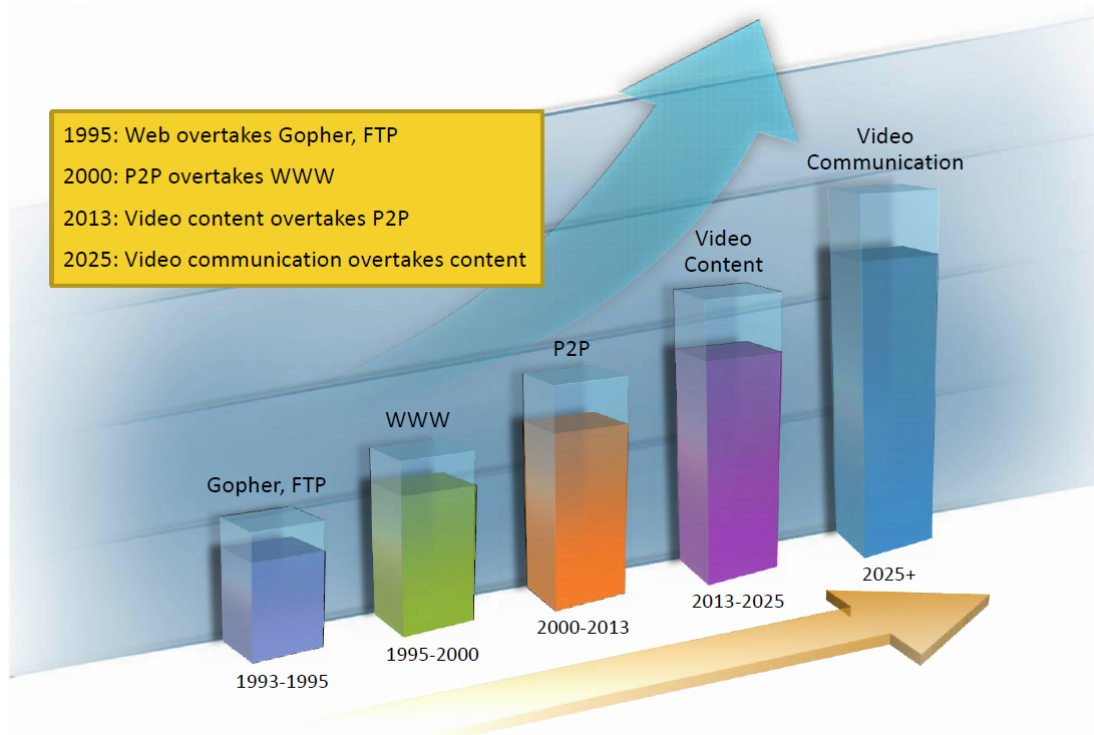 1995: Web overtakes Gopher, FTP
2000: P2P overtakes WWW
2013: Video content overtakes P2P
2025: Video communication overtakes content
Gopher, FTP
WWW
P2P
Video
Content
Video
Communication
1993-1995
1995-2000
2000-2013
2013-2025
2025+